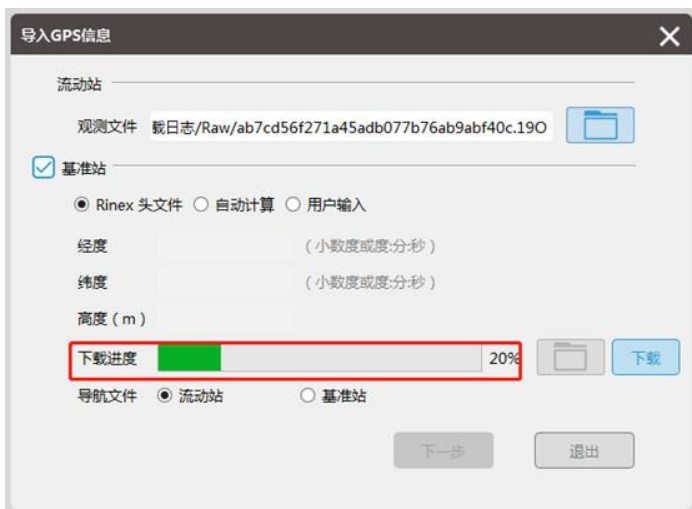 导入GPS信息
流动站
观测文件 载日志/Raw/ab7cd56f271a45adb077b76ab9abf40c.19O
基准站
Rinex 头文件 自动计算 用户输入
经度 (小数度或度:分:秒)
纬度 (小数度或度:分:秒)
高度(m)
下载进度 20% 下载
导航文件 流动站 基准站
下一步 退出